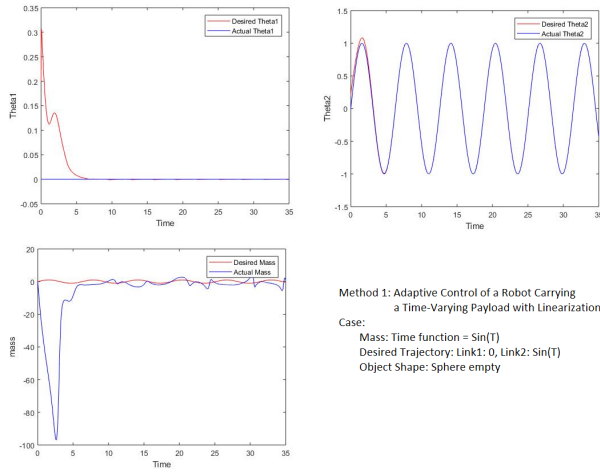 Desired Theta1
Actual Theta1
0.35
0.3
0.25
0.2
0.15
0.1
0.05
0
-0.05
Theta1
0 5 10 15 20 25 30 35
Time
Desired Theta2
Actual Theta2
1.5
1
0.5
0
-0.5
-1
-1.5
Theta2
0 5 10 15 20 25 30 35
Time
Desired Mass
Actual Mass
20
0
-20
-40
-60
-80
-100
mass
0 5 10 15 20 25 30 35
Time
Method 1: Adaptive Control of a Robot Carrying
a Time-Varying Payload with Linearization
Case:
Mass: Time function = Sin(T)
Desired Trajectory: Link1: 0, Link2: Sin(T)
Object Shape: Sphere empty